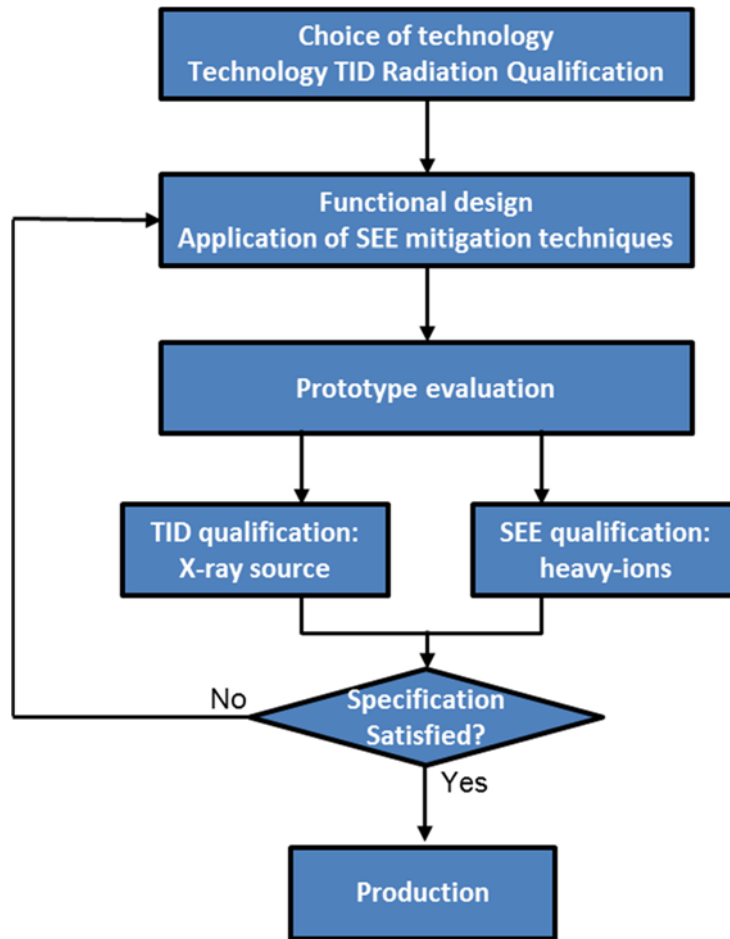 Choice of technology
Technology TID Radiation Qualification
Functional design
Application of SEE mitigation techniques
Prototype evaluation
TID qualification:
X-ray source
SEE qualification:
heavy-ions
Specification
Satisfied?
No
Yes
Production